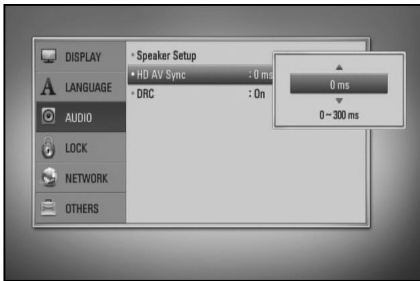 DISPLAY
LANGUAGE
AUDIO
LOCK
NETWORK
OTHERS
• Speaker Setup
• HD AV Sync : 0 ms
• DRC : On
0 ms
0 ~ 300 ms